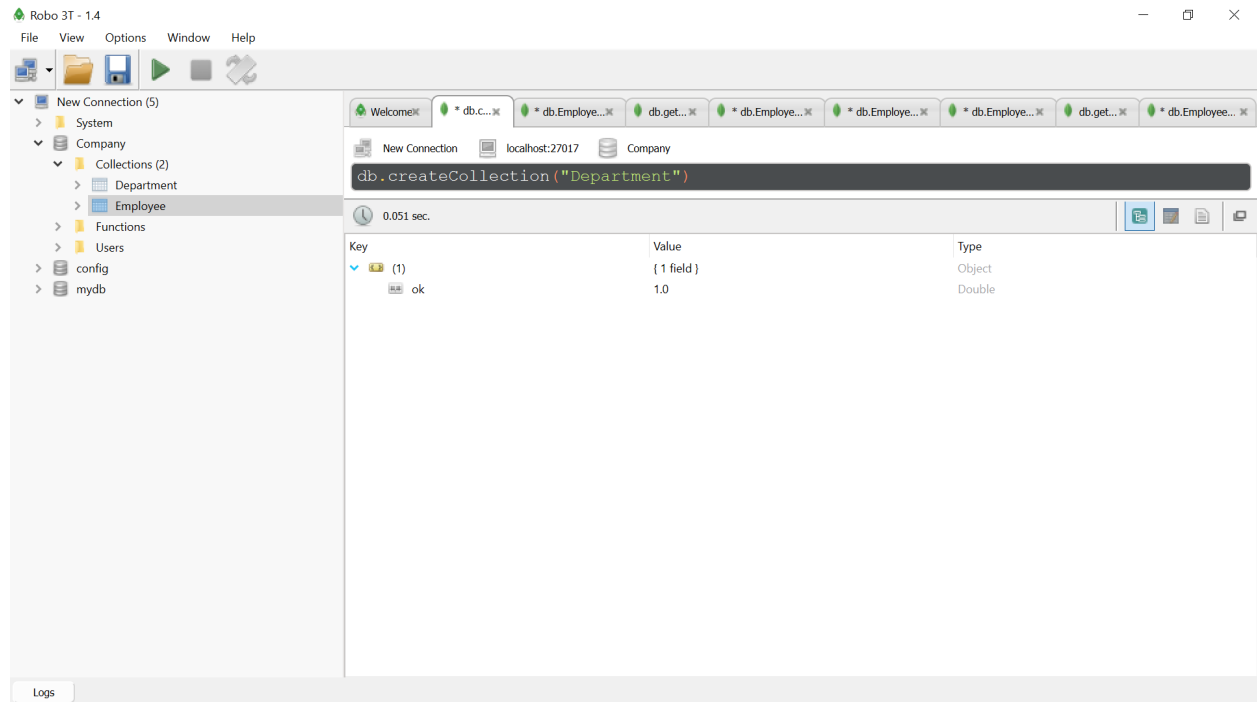 Robo 3T - 1.4
File View Options Window Help
New Connection (5)
System
Company
Collections (2)
Department
Employee
Functions
Users
config
mydb
Welcome * db.c... * db.Employe... db.get... * db.Employe... * db.Employe... * db.Employe... db.get... * db.Employee...
New Connection localhost:27017 Company
db.createCollection("Department")
0.051 sec.
Key Value Type
(1) { 1 field } Object
ok 1.0 Double
Logs